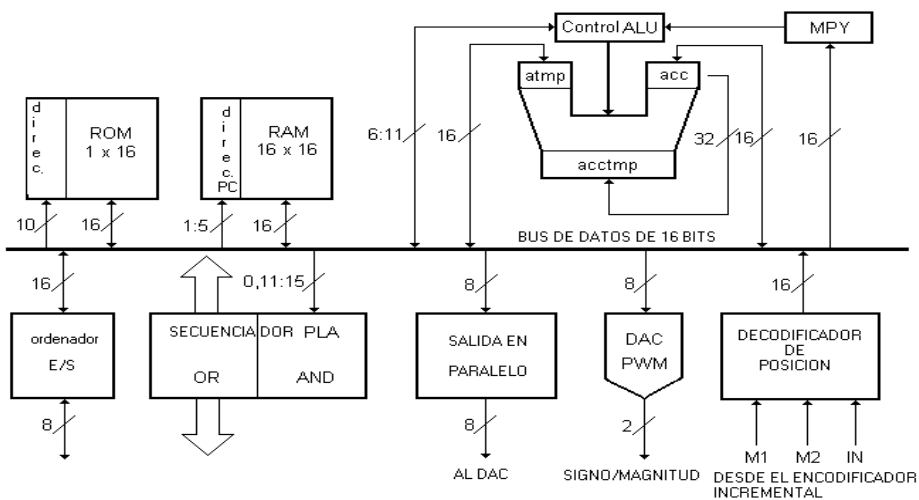 Control ALU
MPY
atmp
acc
direc.
ROM
1 x 16
direc.
PC
RAM
16 x 16
6:11
16
32
16
16
acctmp
10
16
1:5
16
BUS DE DATOS DE 16 BITS
16
0,11:15
8
8
16
ordenador
E/S
SECUENCIADOR PLA
OR
AND
SALIDA EN
PARALELO
DAC
PWM
DECODIFICADOR
DE
POSICION
8
8
2
M1
M2
IN
AL DAC
SIGNO/MAGNITUD
DESDE EL ENCODIFICADOR
INCREMENTAL